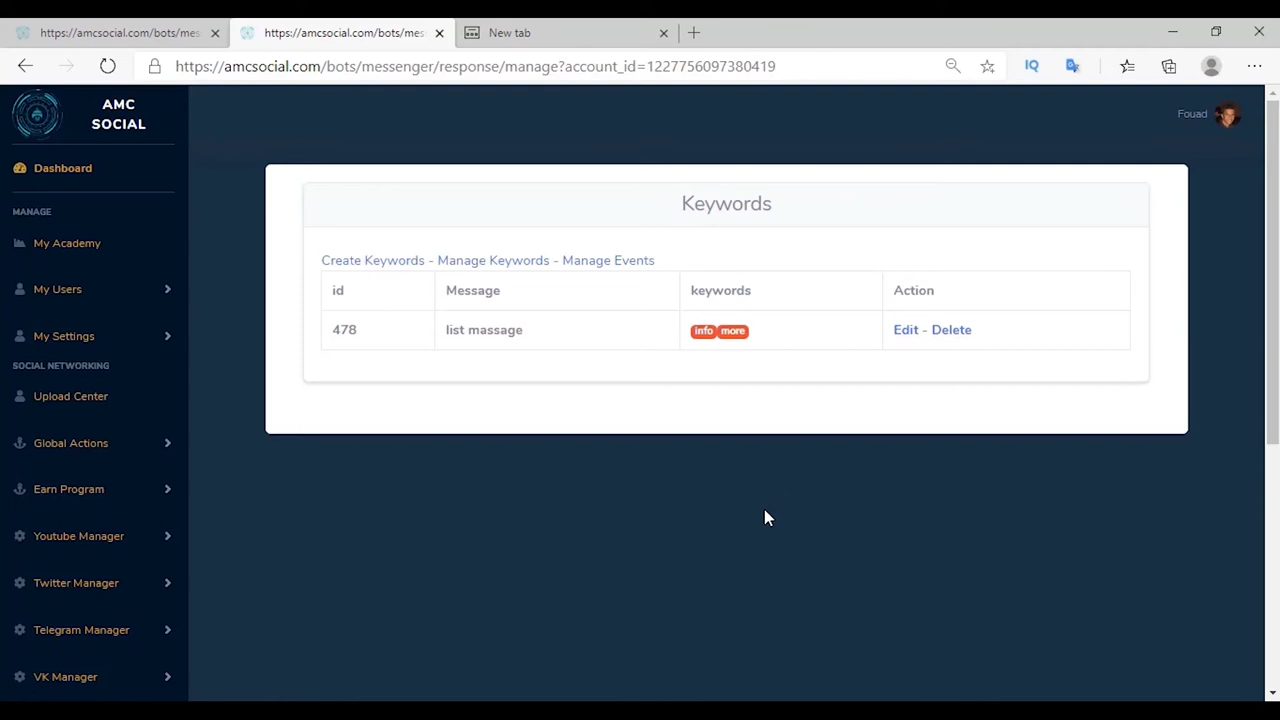 https://amcsocial.com/bots/mes
https://amcsocial.com/bots/mes
New tab
https://amcsocial.com/bots/messenger/response/manage?account_id=1227756097380419
IQ
AMC
SOCIAL
Fouad
Dashboard
MANAGE
My Academy
My Users
My Settings
SOCIAL NETWORKING
Upload Center
Global Actions
Earn Program
Youtube Manager
Twitter Manager
Telegram Manager
VK Manager
Keywords
Create Keywords - Manage Keywords - Manage Events
id Message keywords Action
478 list massage info more Edit - Delete